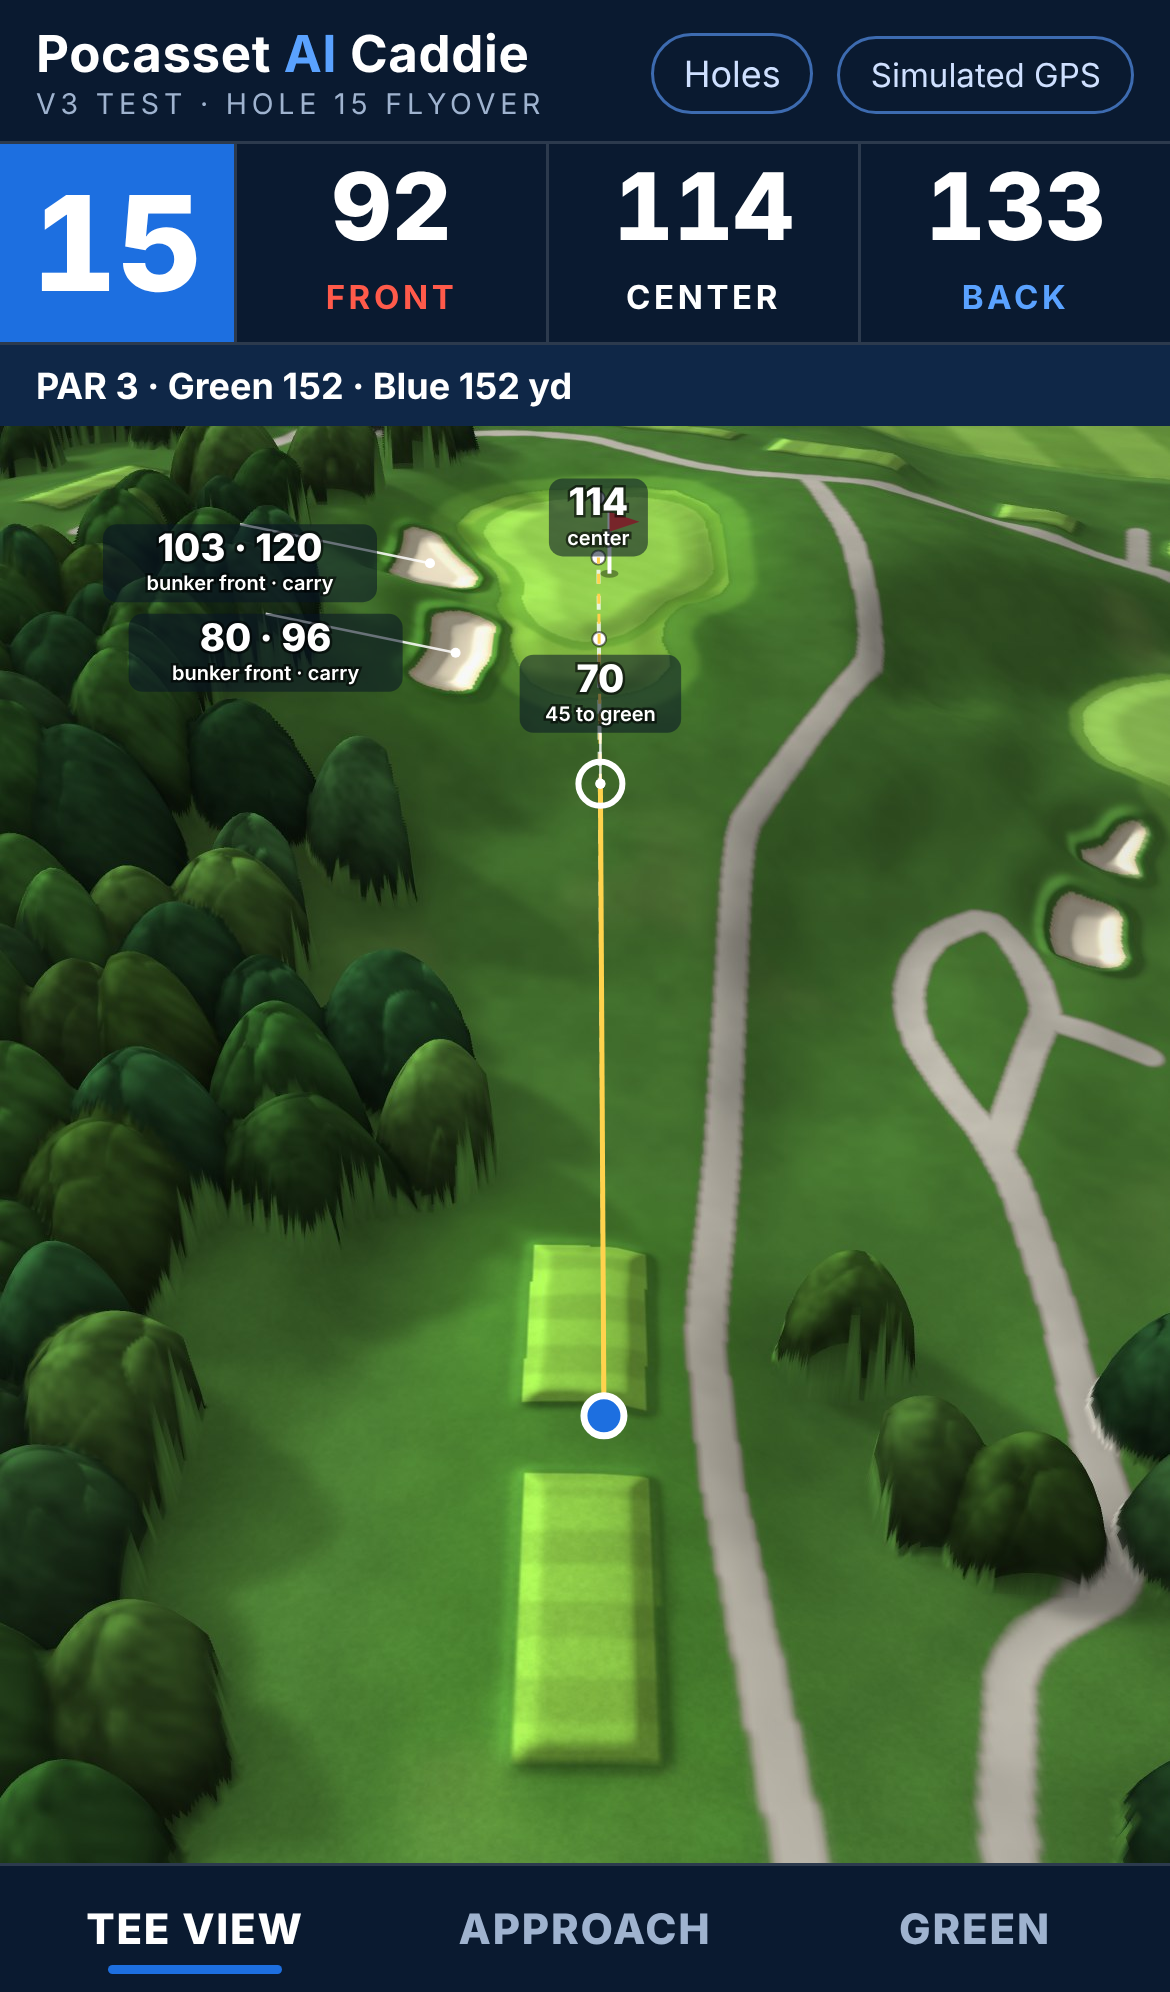 Pocasset AI Caddie
V3 TEST · HOLE 15 FLYOVER
Holes
Simulated GPS
15
92
FRONT
114
CENTER
133
BACK
PAR 3 · Green 152 · Blue 152 yd
114
center
103 · 120
bunker front · carry
80 · 96
bunker front · carry
70
45 to green
TEE VIEW
APPROACH
GREEN